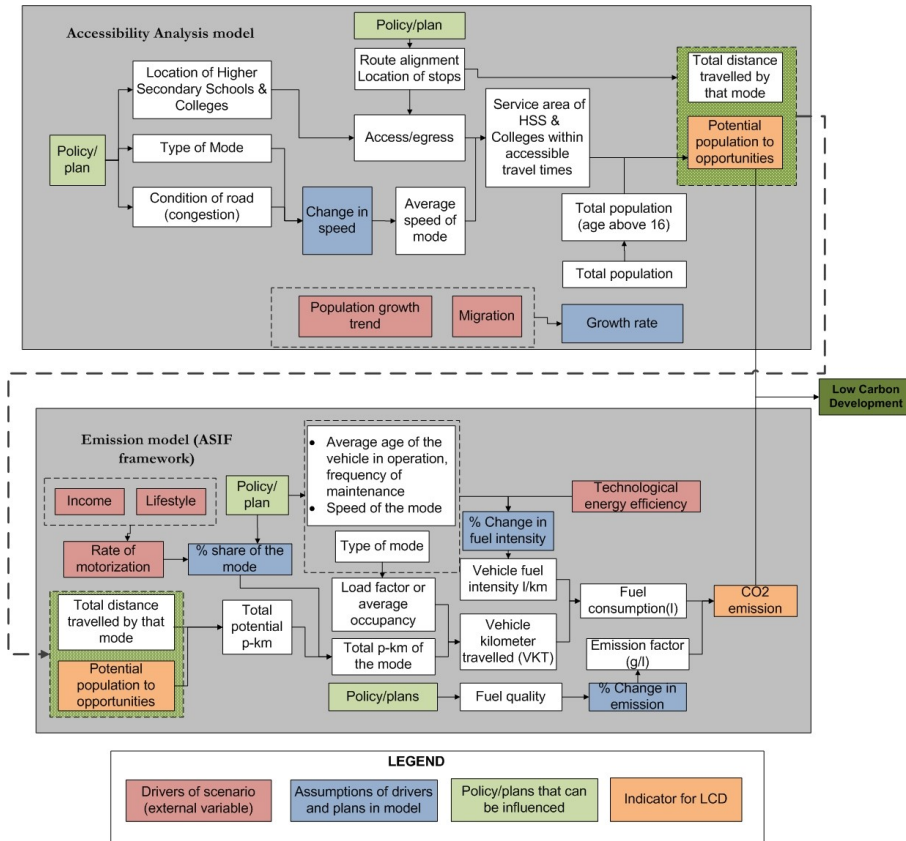 Accessibility Analysis model
Policy/plan
Route alignment
Location of stops
Total distance
travelled by
that mode
Location of Higher
Secondary Schools &
Colleges
Service area of
HSS &
Colleges within
accessible
travel times
Access/egress
Potential
population to
opportunities
Policy/
plan
Type of Mode
Condition of road
(congestion)
Change in
speed
Average
speed of
mode
Total population
(age above 16)
Total population
Population growth
trend
Migration
Growth rate
Low Carbon
Development
Emission model (ASIF
framework)
• Average age of the
vehicle in operation,
frequency of
maintenance
• Speed of the mode
Income
Lifestyle
Policy/
plan
Technological
energy efficiency
% Change in
fuel intensity
Type of mode
Rate of
motorization
% share of the
mode
Vehicle fuel
intensity l/km
Load factor or
average
occupancy
Fuel
consumption(l)
CO2
emission
Total distance
travelled by that
mode
Total
potential
p-km
Vehicle
kilometer
travelled (VKT)
Total p-km of
the mode
Emission factor
(g/l)
Potential
population to
opportunities
Policy/plans
Fuel quality
% Change in
emission
LEGEND
Drivers of scenario
(external variable)
Assumptions of drivers
and plans in model
Policy/plans that can
be influenced
Indicator for LCD